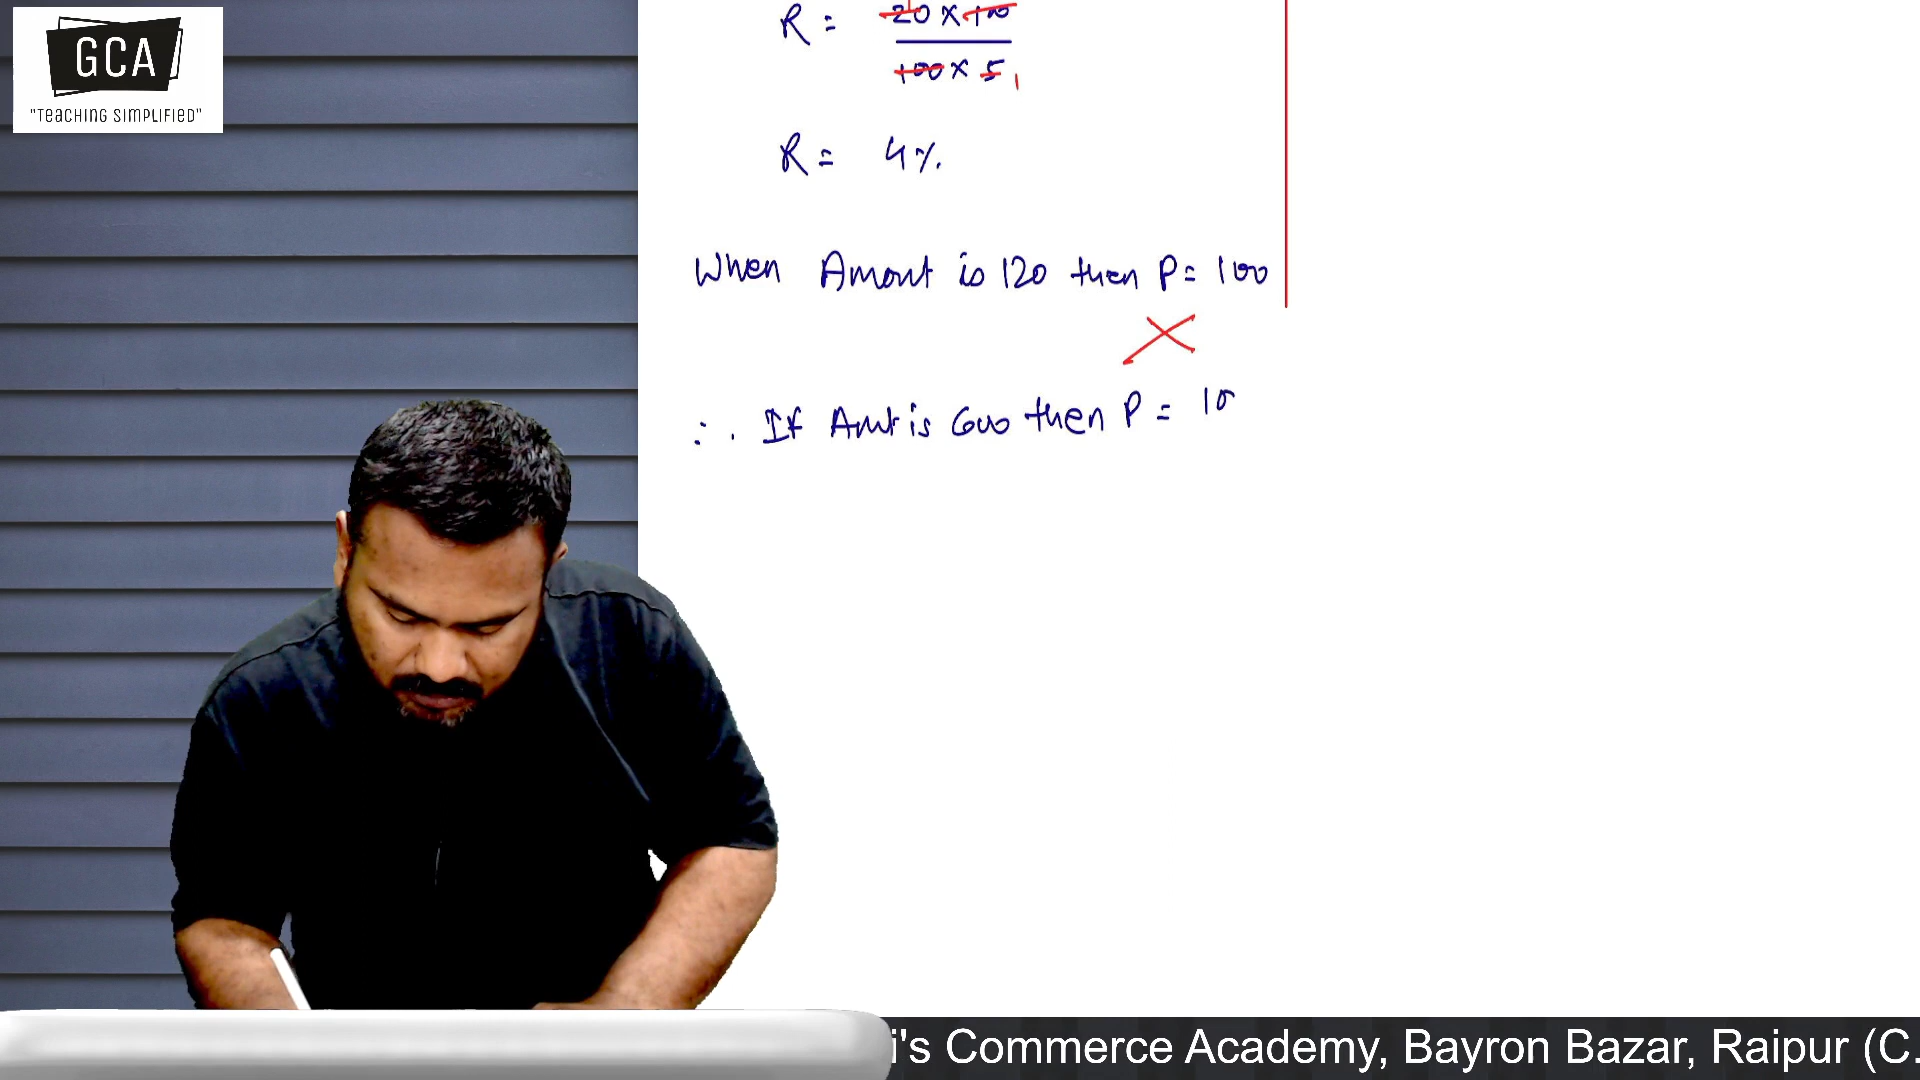 GCA
"TEACHING SIMPLIFIED"
R = 20 × 100
100 × 5 1
R = 4%
When Amount is 120 then P = 100
∴ If Amt is 600 then P = 10
i's Commerce Academy, Bayron Bazar, Raipur (C.